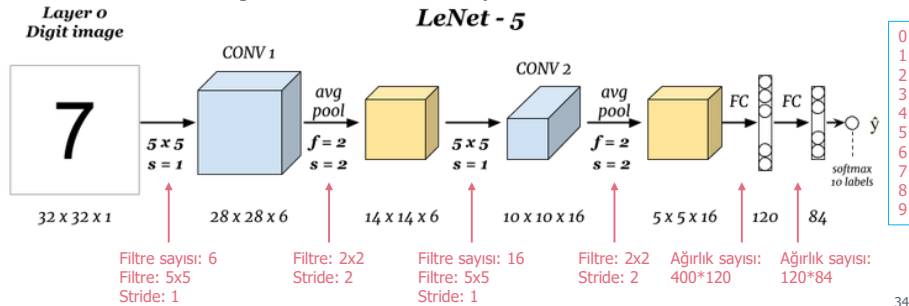 Layer 0
Digit image
LeNet - 5
7
5 x 5
s = 1
32 x 32 x 1
CONV 1
28 x 28 x 6
avg
pool
f = 2
s = 2
14 x 14 x 6
5 x 5
s = 1
CONV 2
10 x 10 x 16
avg
pool
f = 2
s = 2
5 x 5 x 16
FC
120
FC
84
ŷ
softmax
10 labels
0
1
2
3
4
5
6
7
8
9
Filtre sayısı: 6
Filtre: 5x5
Stride: 1
Filtre: 2x2
Stride: 2
Filtre sayısı: 16
Filtre: 5x5
Stride: 1
Filtre: 2x2
Stride: 2
Ağırlık sayısı:
400*120
Ağırlık sayısı:
120*84
34